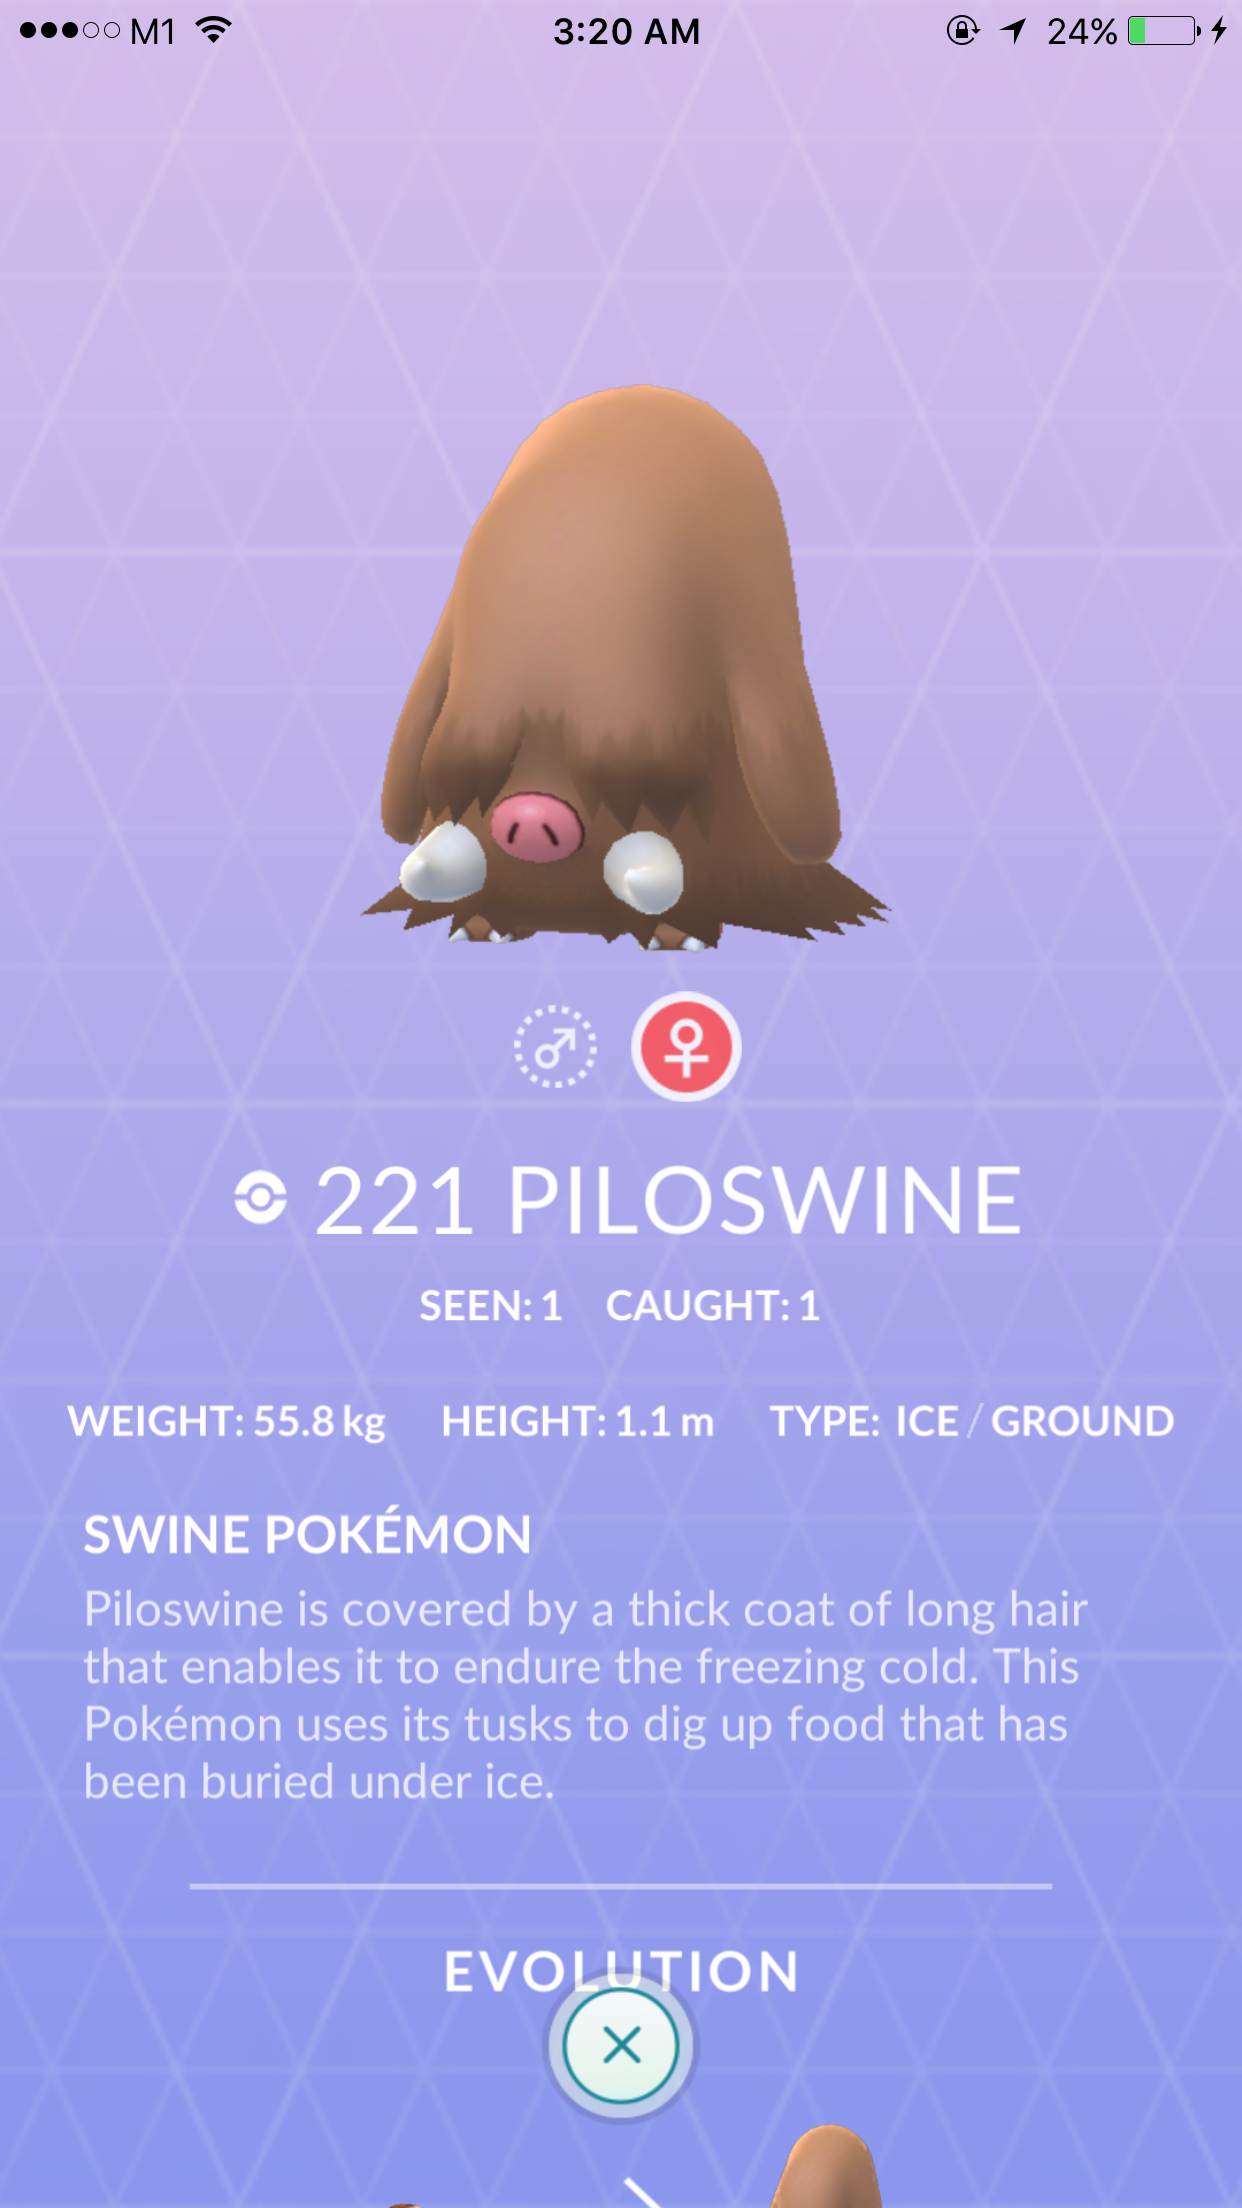 M1 3:20 AM 24%
221 PILOSWINE
SEEN: 1 CAUGHT: 1
WEIGHT: 55.8 kg HEIGHT: 1.1 m TYPE: ICE / GROUND
SWINE POKÉMON
Piloswine is covered by a thick coat of long hair
that enables it to endure the freezing cold. This
Pokémon uses its tusks to dig up food that has
been buried under ice.
EVOLUTION